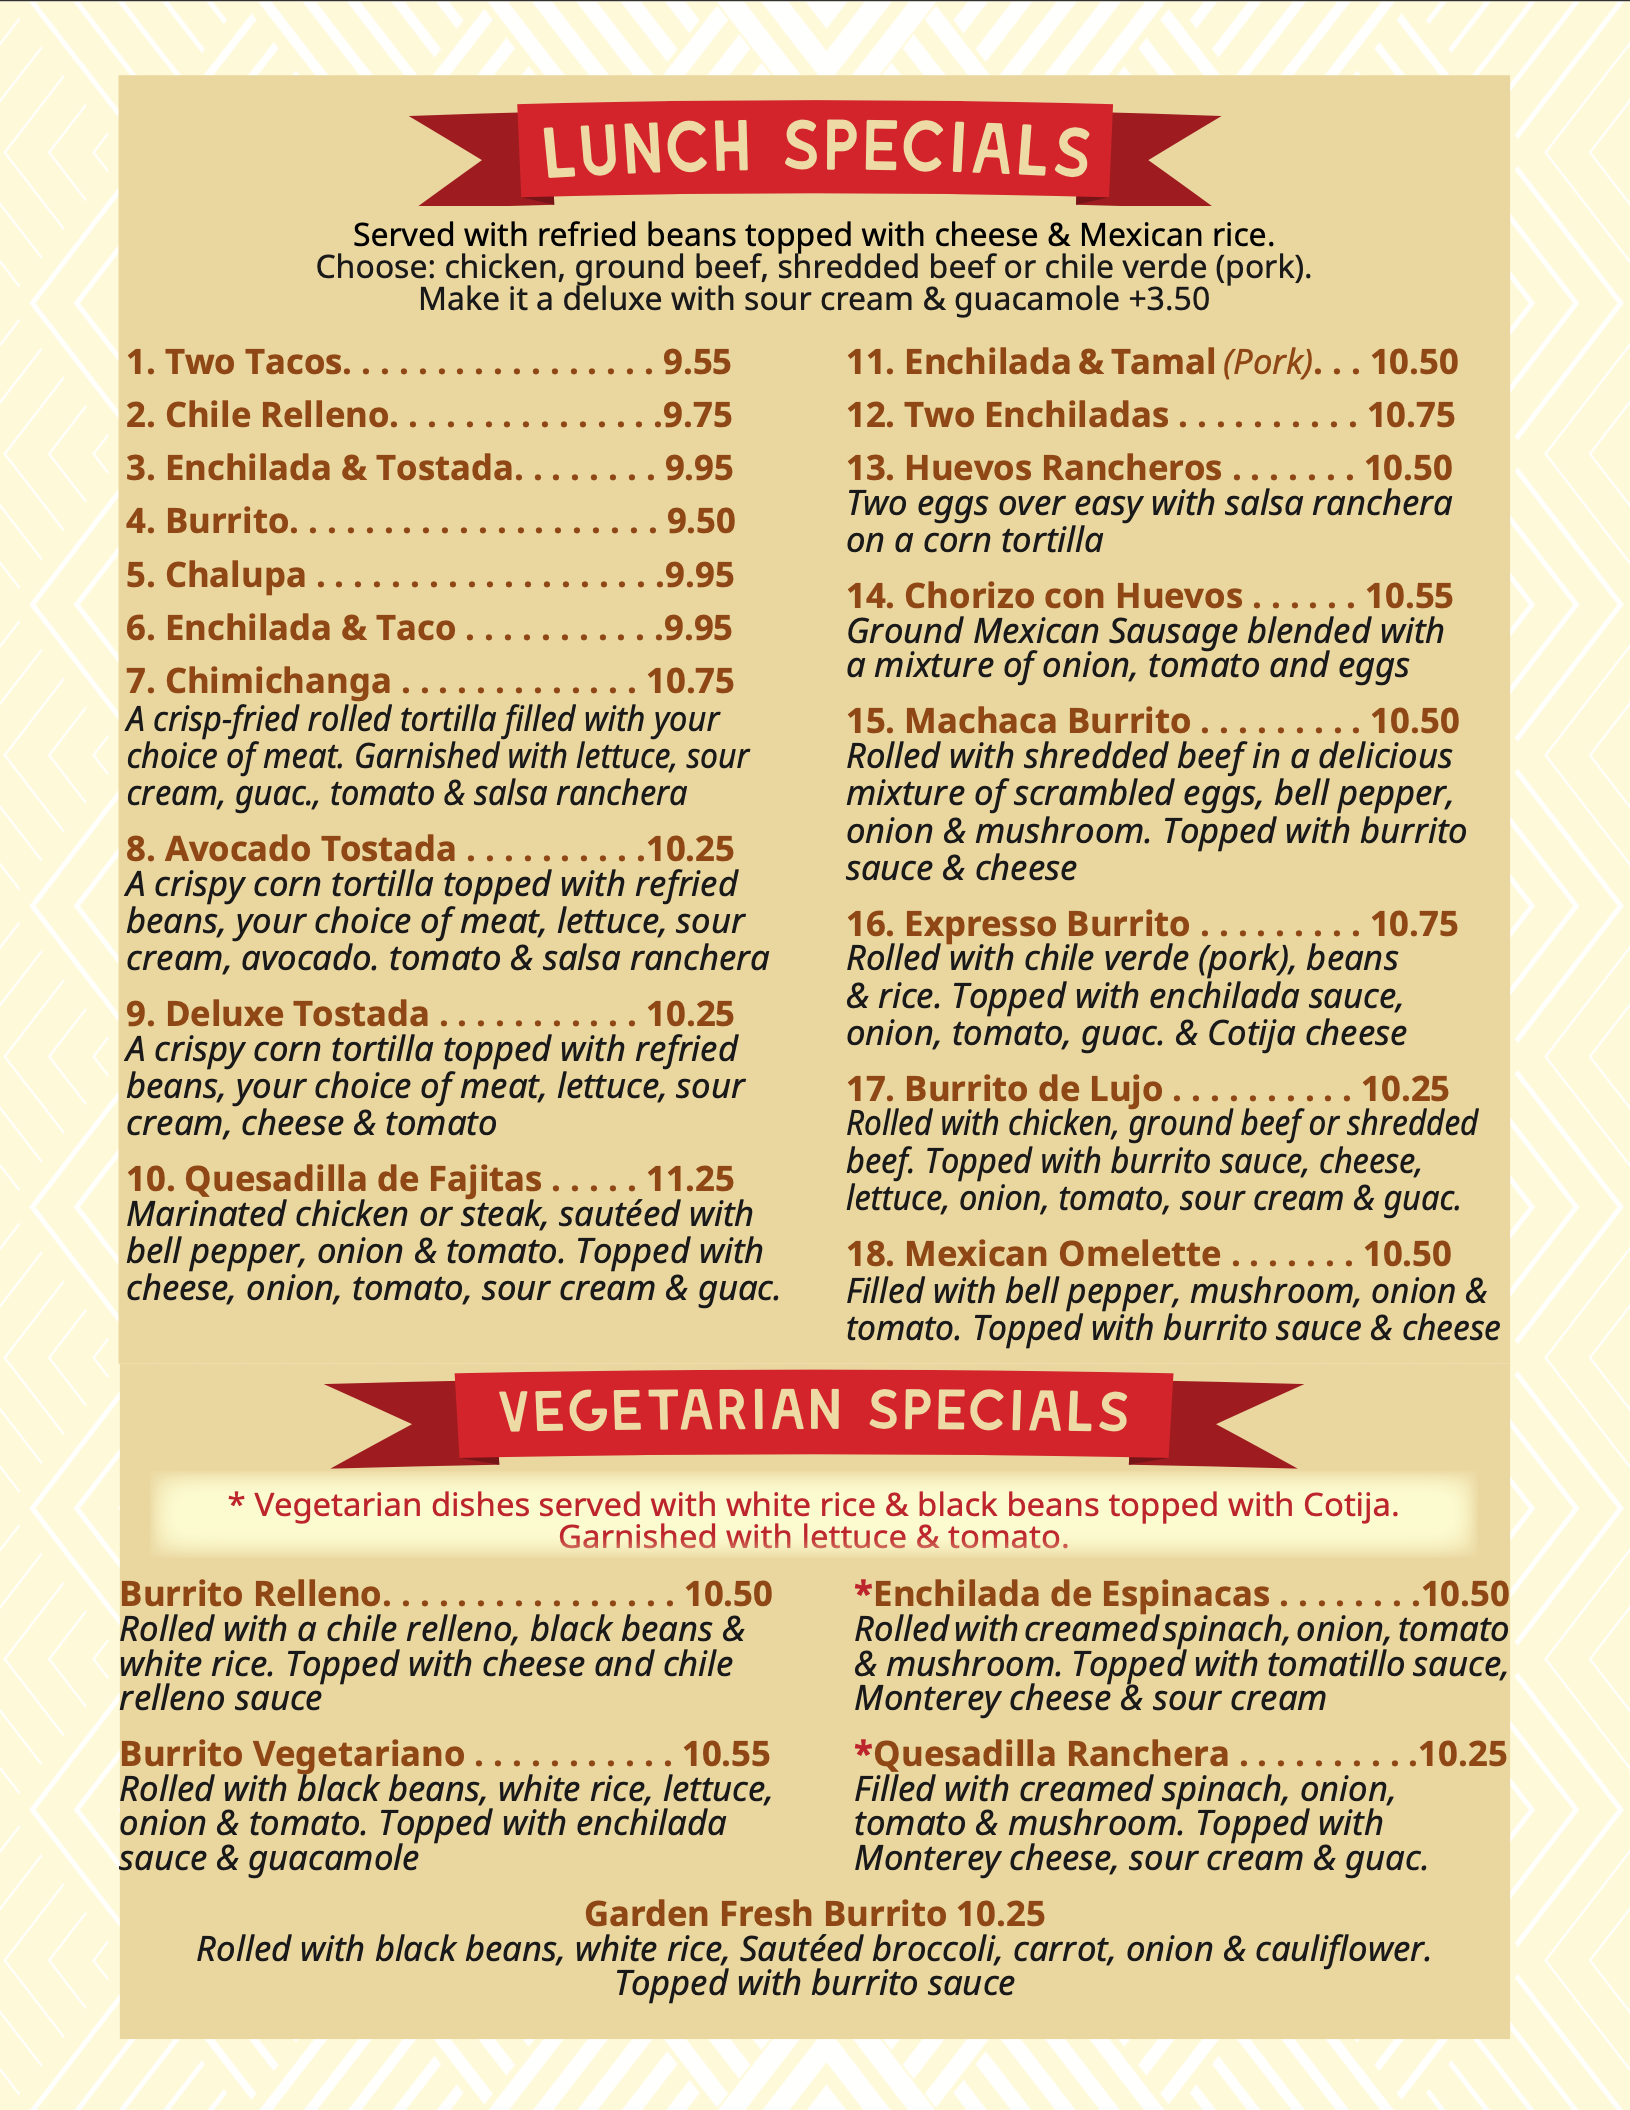 LUNCH SPECIALS
Served with refried beans topped with cheese & Mexican rice.
Choose: chicken, ground beef, shredded beef or chile verde (pork).
Make it a deluxe with sour cream & guacamole +3.50
1. Two Tacos. . . . . . . . . . . . . . . . . 9.55
2. Chile Relleno. . . . . . . . . . . . . . .9.75
3. Enchilada & Tostada. . . . . . . . 9.95
4. Burrito. . . . . . . . . . . . . . . . . . . . 9.50
5. Chalupa . . . . . . . . . . . . . . . . . . .9.95
6. Enchilada & Taco . . . . . . . . . . .9.95
7. Chimichanga . . . . . . . . . . . . . 10.75
A crisp-fried rolled tortilla filled with your
choice of meat. Garnished with lettuce, sour
cream, guac., tomato & salsa ranchera
8. Avocado Tostada . . . . . . . . . .10.25
A crispy corn tortilla topped with refried
beans, your choice of meat, lettuce, sour
cream, avocado. tomato & salsa ranchera
9. Deluxe Tostada . . . . . . . . . . . 10.25
A crispy corn tortilla topped with refried
beans, your choice of meat, lettuce, sour
cream, cheese & tomato
10. Quesadilla de Fajitas . . . . . 11.25
Marinated chicken or steak, sautéed with
bell pepper, onion & tomato. Topped with
cheese, onion, tomato, sour cream & guac.
11. Enchilada & Tamal (Pork). . . 10.50
12. Two Enchiladas . . . . . . . . . . 10.75
13. Huevos Rancheros . . . . . . . 10.50
Two eggs over easy with salsa ranchera
on a corn tortilla
14. Chorizo con Huevos . . . . . . 10.55
Ground Mexican Sausage blended with
a mixture of onion, tomato and eggs
15. Machaca Burrito . . . . . . . . . 10.50
Rolled with shredded beef in a delicious
mixture of scrambled eggs, bell pepper,
onion & mushroom. Topped with burrito
sauce & cheese
16. Expresso Burrito . . . . . . . . . 10.75
Rolled with chile verde (pork), beans
& rice. Topped with enchilada sauce,
onion, tomato, guac. & Cotija cheese
17. Burrito de Lujo . . . . . . . . . . 10.25
Rolled with chicken, ground beef or shredded
beef. Topped with burrito sauce, cheese,
lettuce, onion, tomato, sour cream & guac.
18. Mexican Omelette . . . . . . . 10.50
Filled with bell pepper, mushroom, onion &
tomato. Topped with burrito sauce & cheese
VEGETARIAN SPECIALS
* Vegetarian dishes served with white rice & black beans topped with Cotija.
Garnished with lettuce & tomato.
Burrito Relleno. . . . . . . . . . . . . . . . 10.50
Rolled with a chile relleno, black beans &
white rice. Topped with cheese and chile
relleno sauce
Burrito Vegetariano . . . . . . . . . . . 10.55
Rolled with black beans, white rice, lettuce,
onion & tomato. Topped with enchilada
sauce & guacamole
*Enchilada de Espinacas . . . . . . . .10.50
Rolled with creamed spinach, onion, tomato
& mushroom. Topped with tomatillo sauce,
Monterey cheese & sour cream
*Quesadilla Ranchera . . . . . . . . . .10.25
Filled with creamed spinach, onion,
tomato & mushroom. Topped with
Monterey cheese, sour cream & guac.
Garden Fresh Burrito 10.25
Rolled with black beans, white rice, Sautéed broccoli, carrot, onion & cauliflower.
Topped with burrito sauce